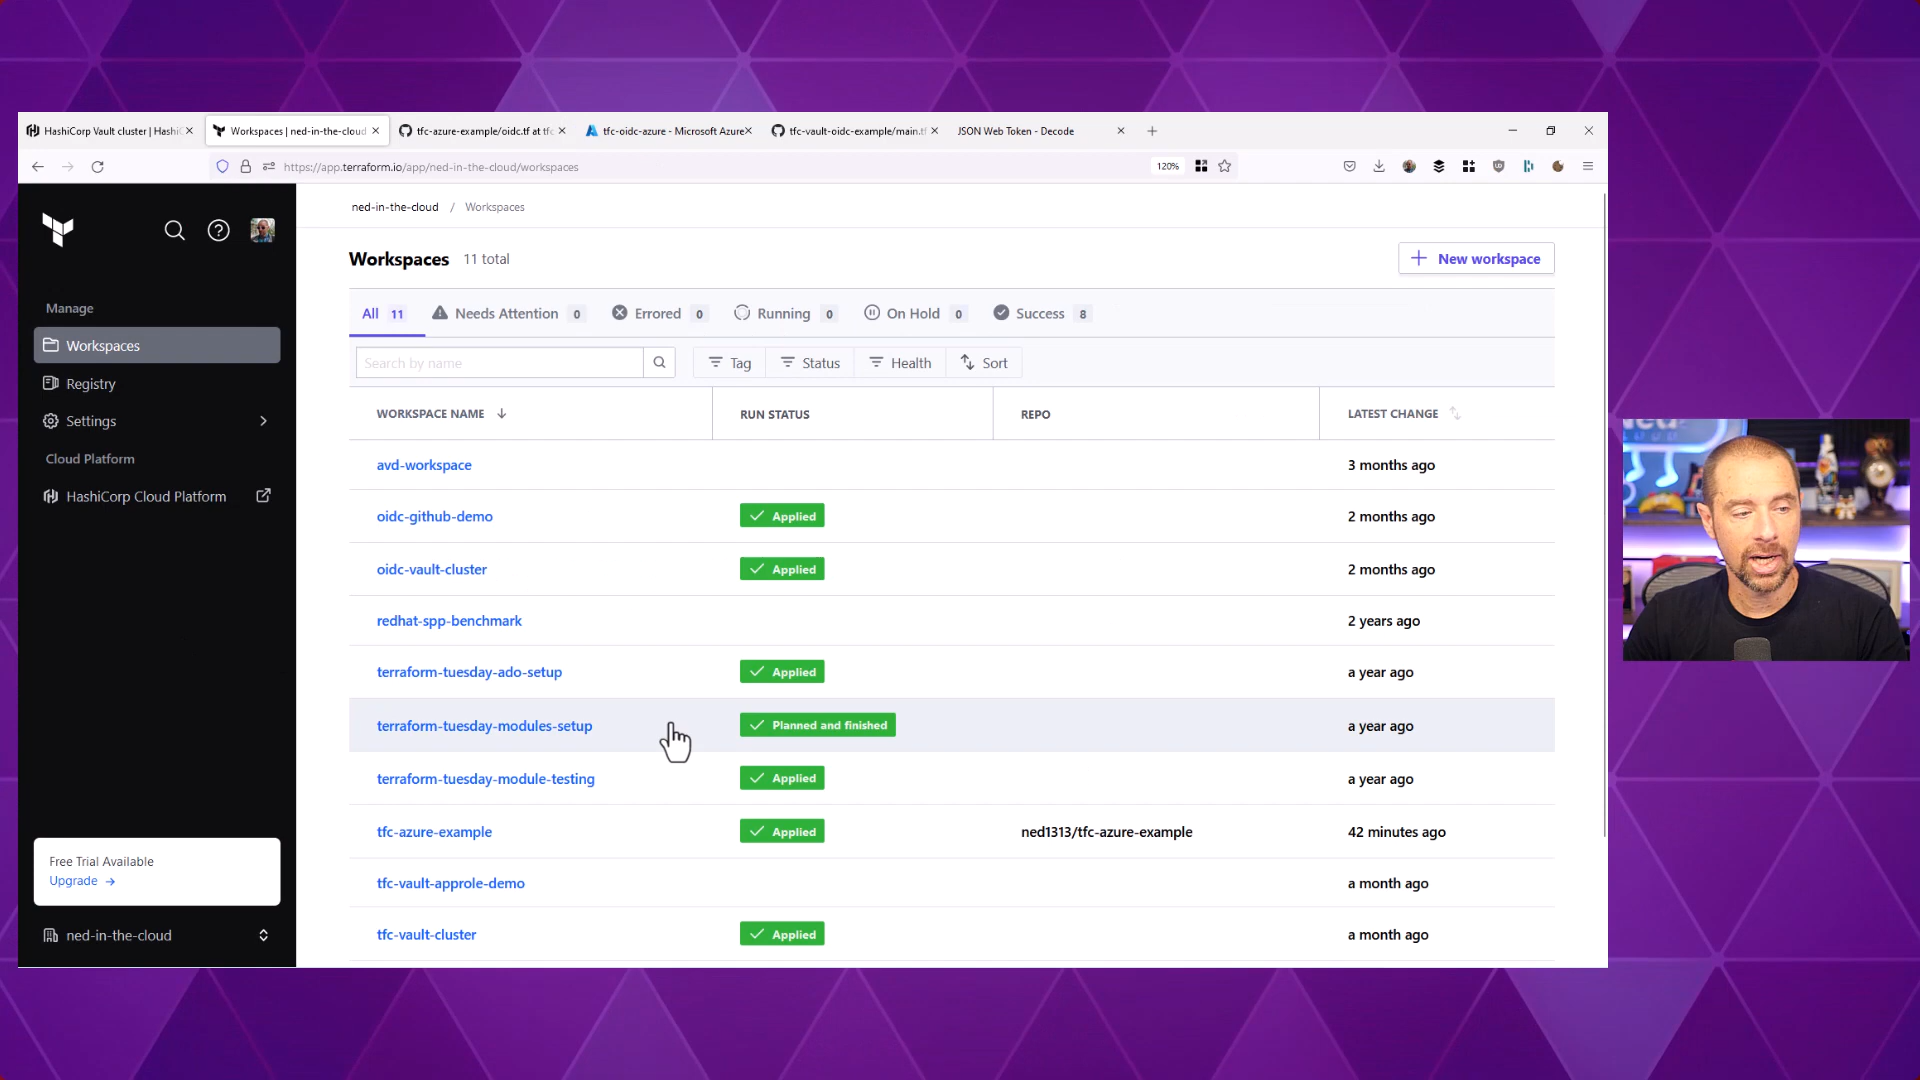 HashiCorp Vault cluster | HashiC
Workspaces | ned-in-the-cloud
tfc-azure-example/oidc.tf at tfc
tfc-oidc-azure - Microsoft Azure
tfc-vault-oidc-example/main.tf
JSON Web Token - Decode
https://app.terraform.io/app/ned-in-the-cloud/workspaces
120%
ned-in-the-cloud / Workspaces
Workspaces 11 total
New workspace
Manage
Workspaces
Registry
Settings
Cloud Platform
HashiCorp Cloud Platform
Free Trial Available
Upgrade →
ned-in-the-cloud
All 11 Needs Attention 0 Errored 0 Running 0 On Hold 0 Success 8
Search by name Tag Status Health Sort
WORKSPACE NAME RUN STATUS REPO LATEST CHANGE
avd-workspace 3 months ago
oidc-github-demo Applied 2 months ago
oidc-vault-cluster Applied 2 months ago
redhat-spp-benchmark 2 years ago
terraform-tuesday-ado-setup Applied a year ago
terraform-tuesday-modules-setup Planned and finished a year ago
terraform-tuesday-module-testing Applied a year ago
tfc-azure-example Applied ned1313/tfc-azure-example 42 minutes ago
tfc-vault-approle-demo a month ago
tfc-vault-cluster Applied a month ago